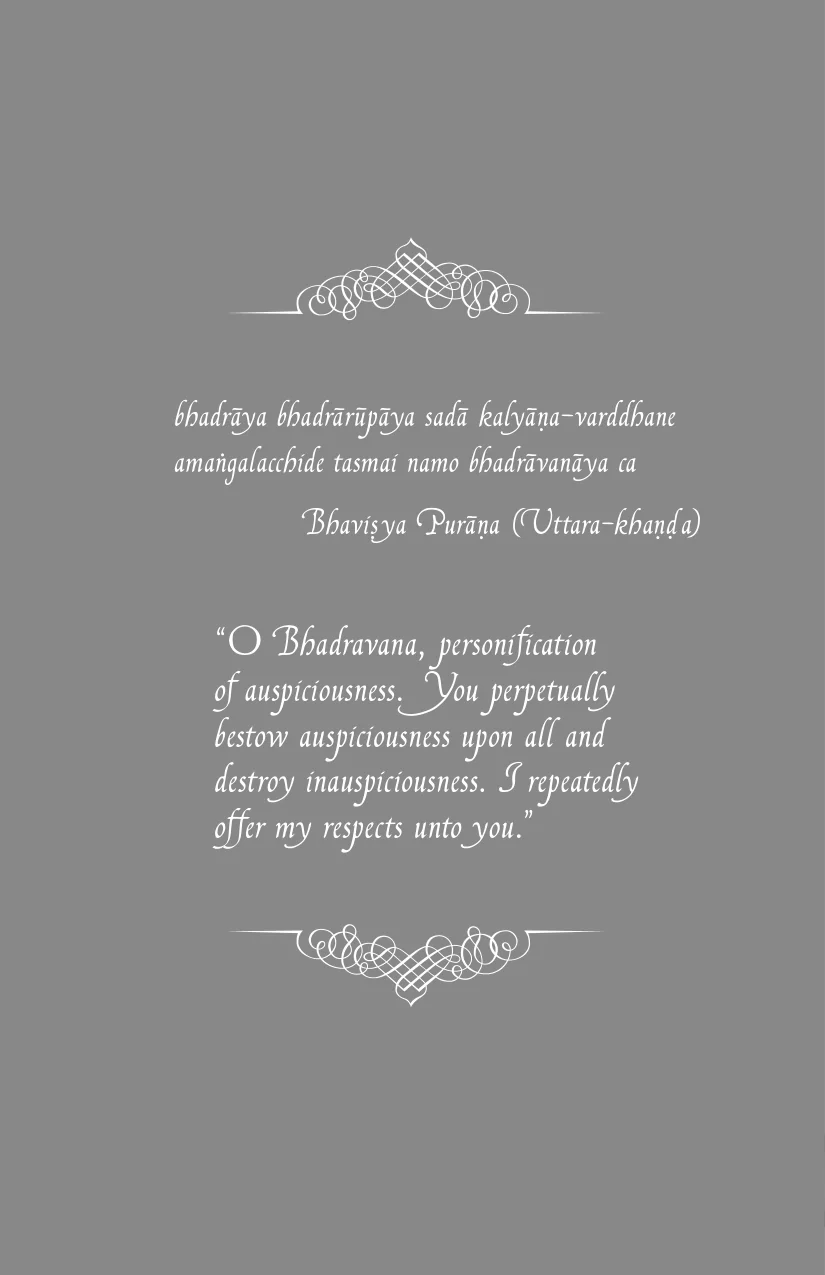 bhadrāya bhadrārūpāya sadā kalyāṇa-varddhane
amaṅgalacchide tasmai namo bhadrāvanāya ca
Bhaviṣya Purāṇa (Uttara-khaṇḍa)
“O Bhadravana, personification
of auspiciousness. You perpetually
bestow auspiciousness upon all and
destroy inauspiciousness. I repeatedly
offer my respects unto you.”